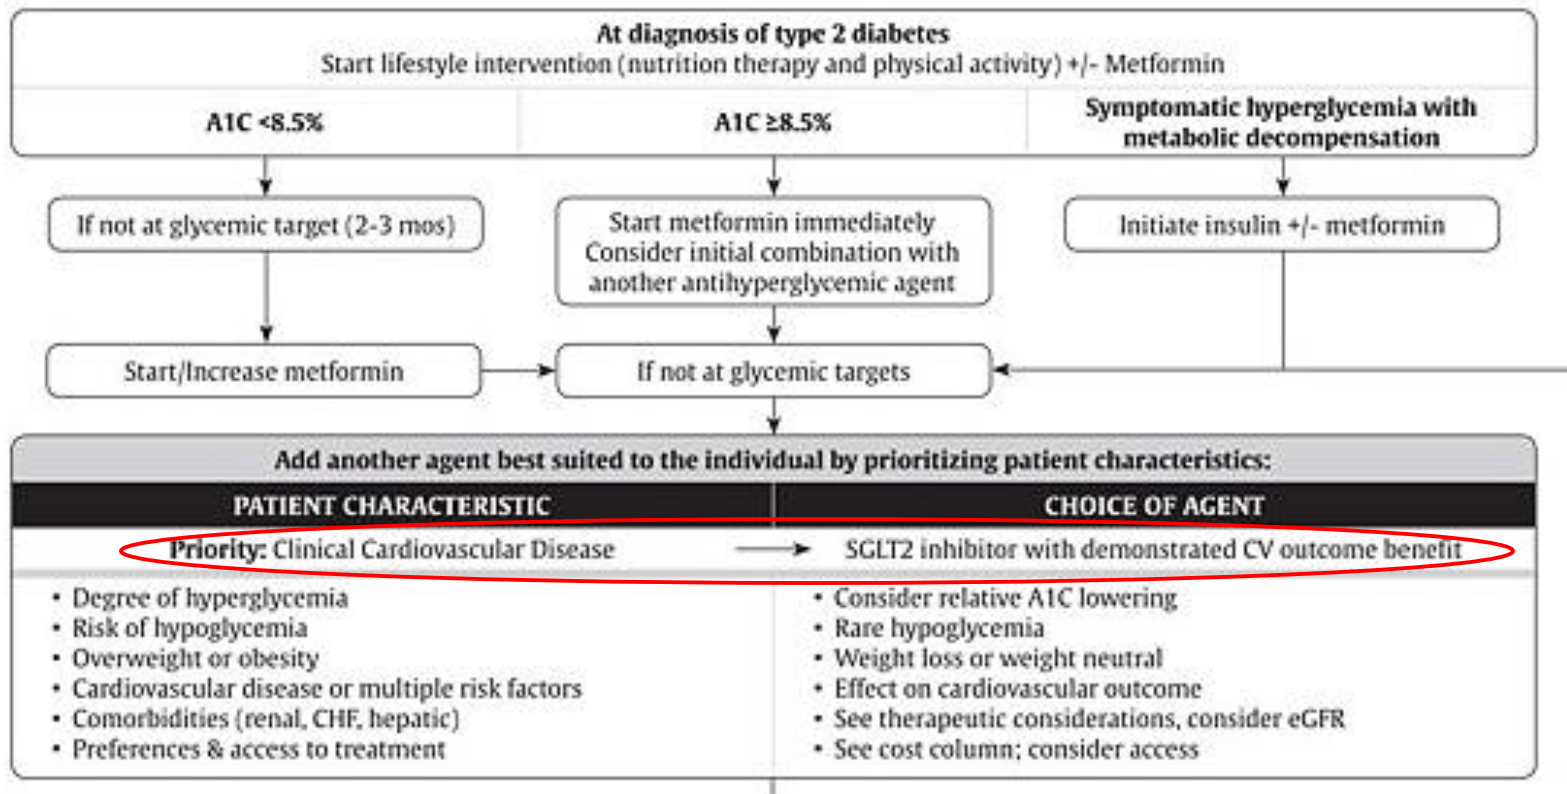 At diagnosis of type 2 diabetes
Start lifestyle intervention (nutrition therapy and physical activity) +/- Metformin
A1C <8.5%
A1C ≥8.5%
Symptomatic hyperglycemia with
metabolic decompensation
If not at glycemic target (2-3 mos)
Start metformin immediately
Consider initial combination with
another antihyperglycemic agent
Initiate insulin +/- metformin
Start/Increase metformin
If not at glycemic targets
Add another agent best suited to the individual by prioritizing patient characteristics:
PATIENT CHARACTERISTIC
CHOICE OF AGENT
Priority: Clinical Cardiovascular Disease
SGLT2 inhibitor with demonstrated CV outcome benefit
• Degree of hyperglycemia
• Risk of hypoglycemia
• Overweight or obesity
• Cardiovascular disease or multiple risk factors
• Comorbidities (renal, CHF, hepatic)
• Preferences & access to treatment
• Consider relative A1C lowering
• Rare hypoglycemia
• Weight loss or weight neutral
• Effect on cardiovascular outcome
• See therapeutic considerations, consider eGFR
• See cost column; consider access